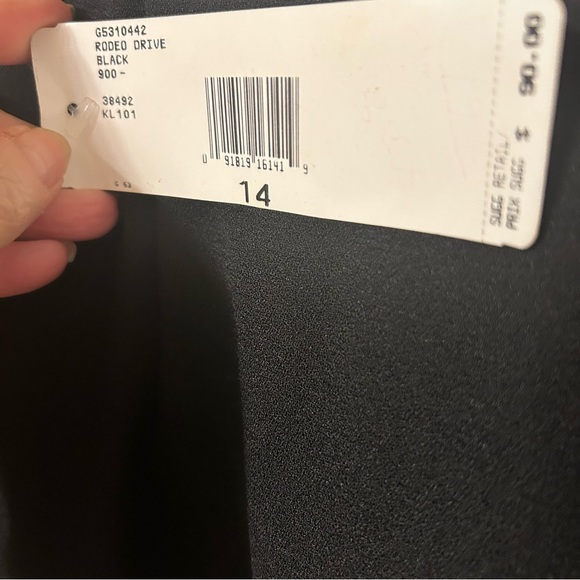 G5310442
RODEO DRIVE
BLACK
900-
38492
KL101
0 91819 16141 9
14
SUGG RETAIL/
PRIX SUGG $ 90.00